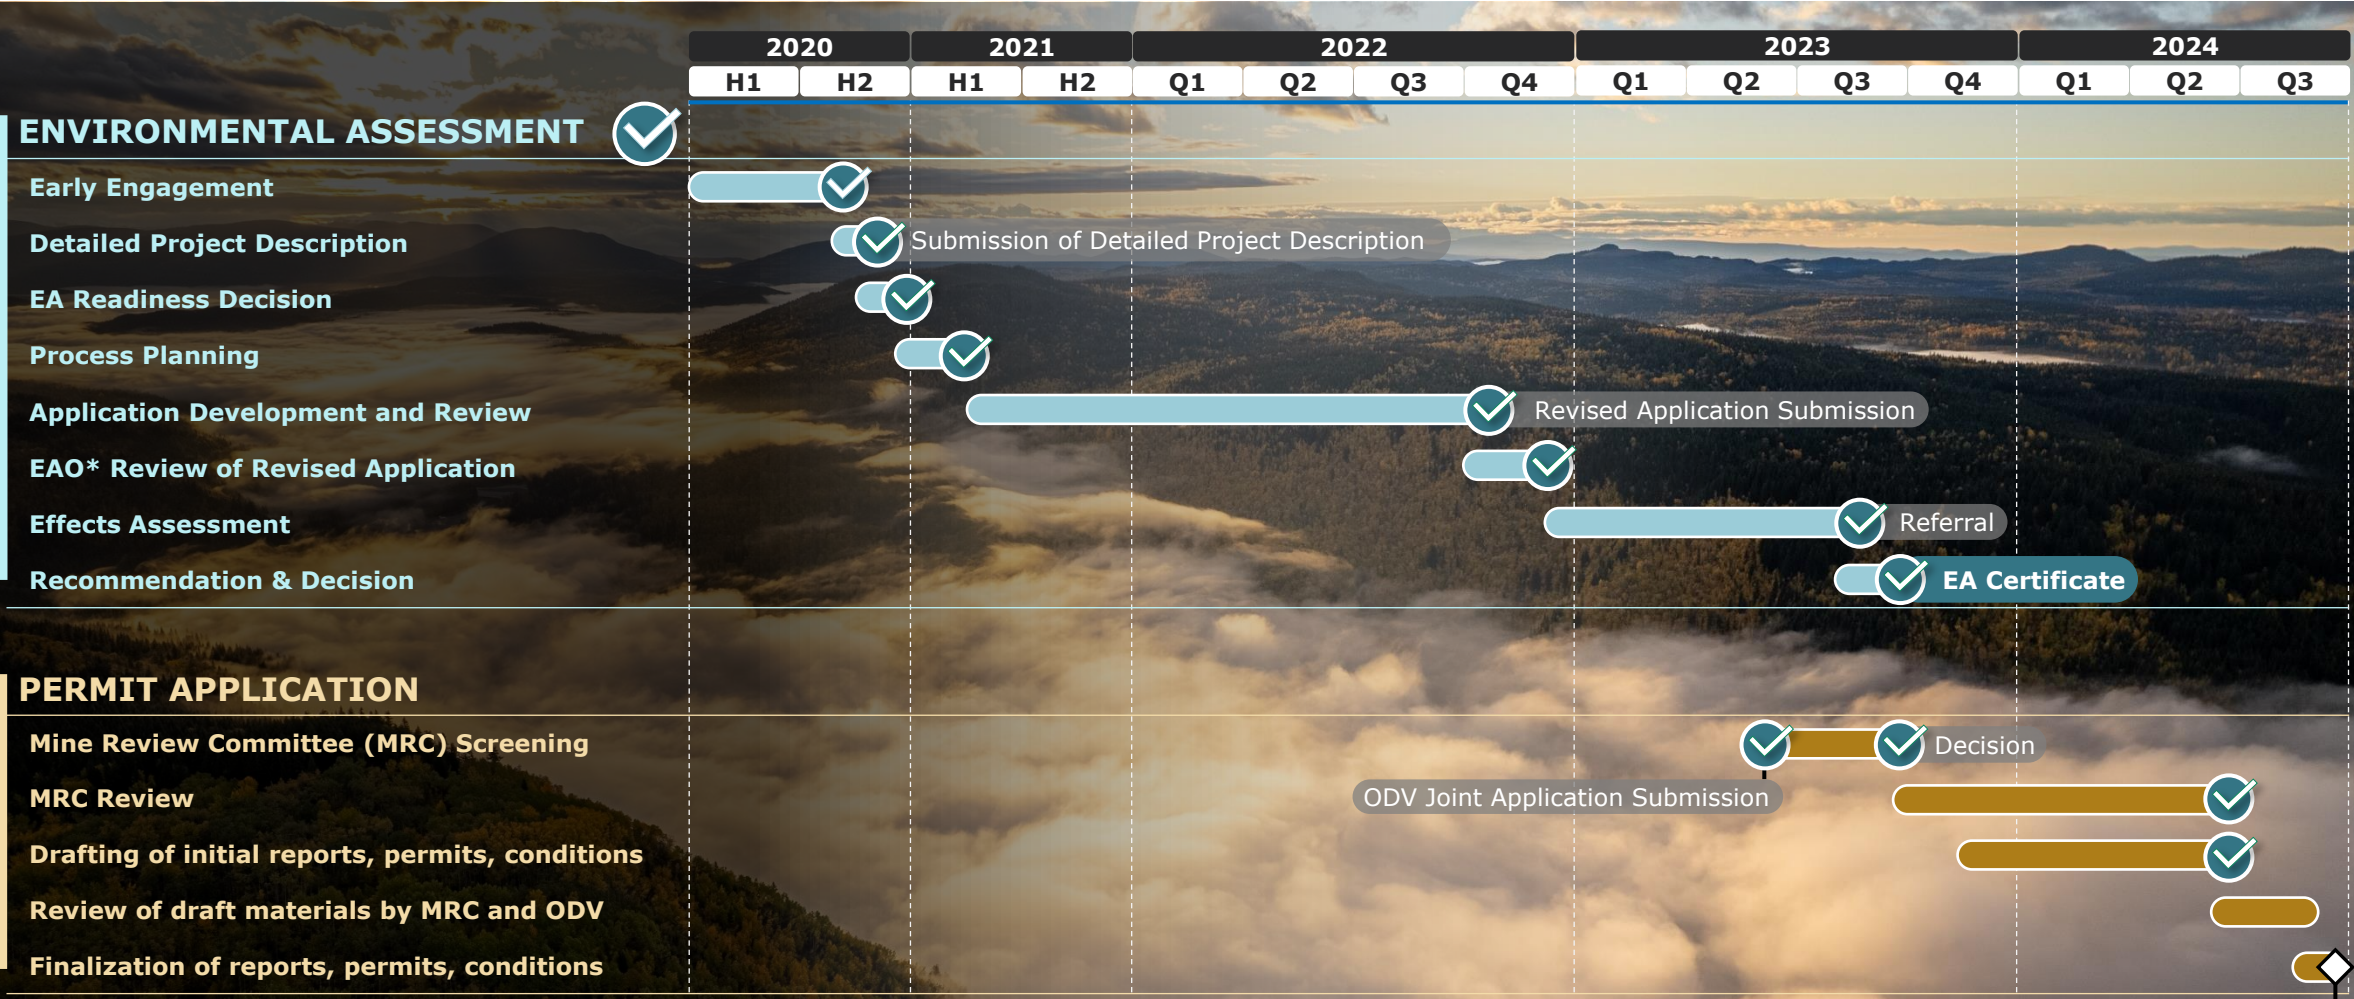 2020 2021 2022 2023 2024
H1 H2 H1 H2 Q1 Q2 Q3 Q4 Q1 Q2 Q3 Q4 Q1 Q2 Q3
ENVIRONMENTAL ASSESSMENT
Early Engagement
Detailed Project Description
Submission of Detailed Project Description
EA Readiness Decision
Process Planning
Application Development and Review
Revised Application Submission
EAO* Review of Revised Application
Effects Assessment
Referral
Recommendation & Decision
EA Certificate
PERMIT APPLICATION
Mine Review Committee (MRC) Screening
Decision
MRC Review
ODV Joint Application Submission
Drafting of initial reports, permits, conditions
Review of draft materials by MRC and ODV
Finalization of reports, permits, conditions